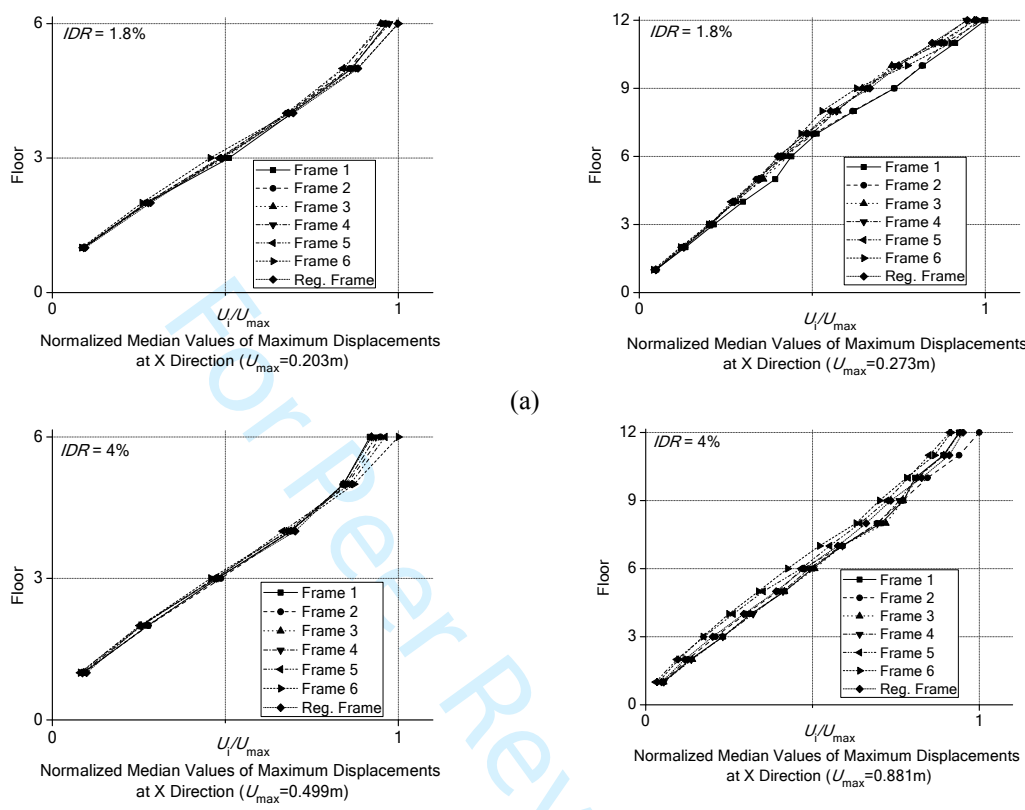 6
IDR = 1.8%
Floor
3
0
Frame 1
Frame 2
Frame 3
Frame 4
Frame 5
Frame 6
Reg. Frame
0
1
Ui/Umax
Normalized Median Values of Maximum Displacements
at X Direction (Umax=0.203m)
12
IDR = 1.8%
9
Floor
6
3
0
Frame 1
Frame 2
Frame 3
Frame 4
Frame 5
Frame 6
Reg. Frame
0
1
Ui/Umax
Normalized Median Values of Maximum Displacements
at X Direction (Umax=0.273m)
(a)
6
IDR = 4%
Floor
3
0
Frame 1
Frame 2
Frame 3
Frame 4
Frame 5
Frame 6
Reg. Frame
0
1
Ui/Umax
Normalized Median Values of Maximum Displacements
at X Direction (Umax=0.499m)
12
IDR = 4%
9
Floor
6
3
0
Frame 1
Frame 2
Frame 3
Frame 4
Frame 5
Frame 6
Reg. Frame
0
1
Ui/Umax
Normalized Median Values of Maximum Displacements
at X Direction (Umax=0.881m)
For Peer Rev